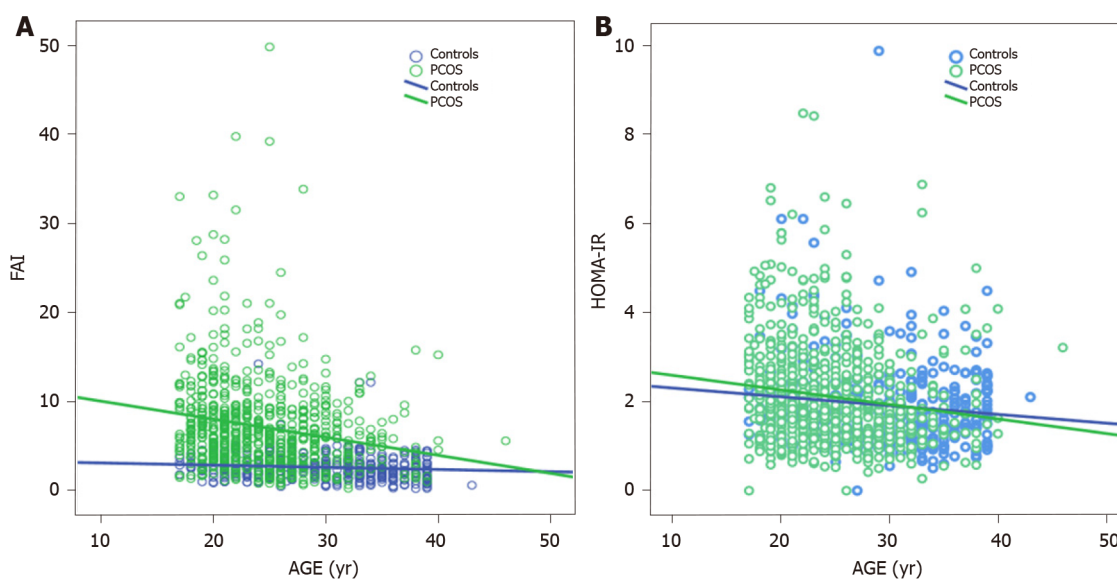 A
Controls
PCOS
Controls
PCOS
50
40
30
20
10
0
FAI
10 20 30 40 50
AGE (yr)
B
Controls
PCOS
Controls
PCOS
10
8
6
4
2
0
HOMA-IR
10 20 30 40 50
AGE (yr)